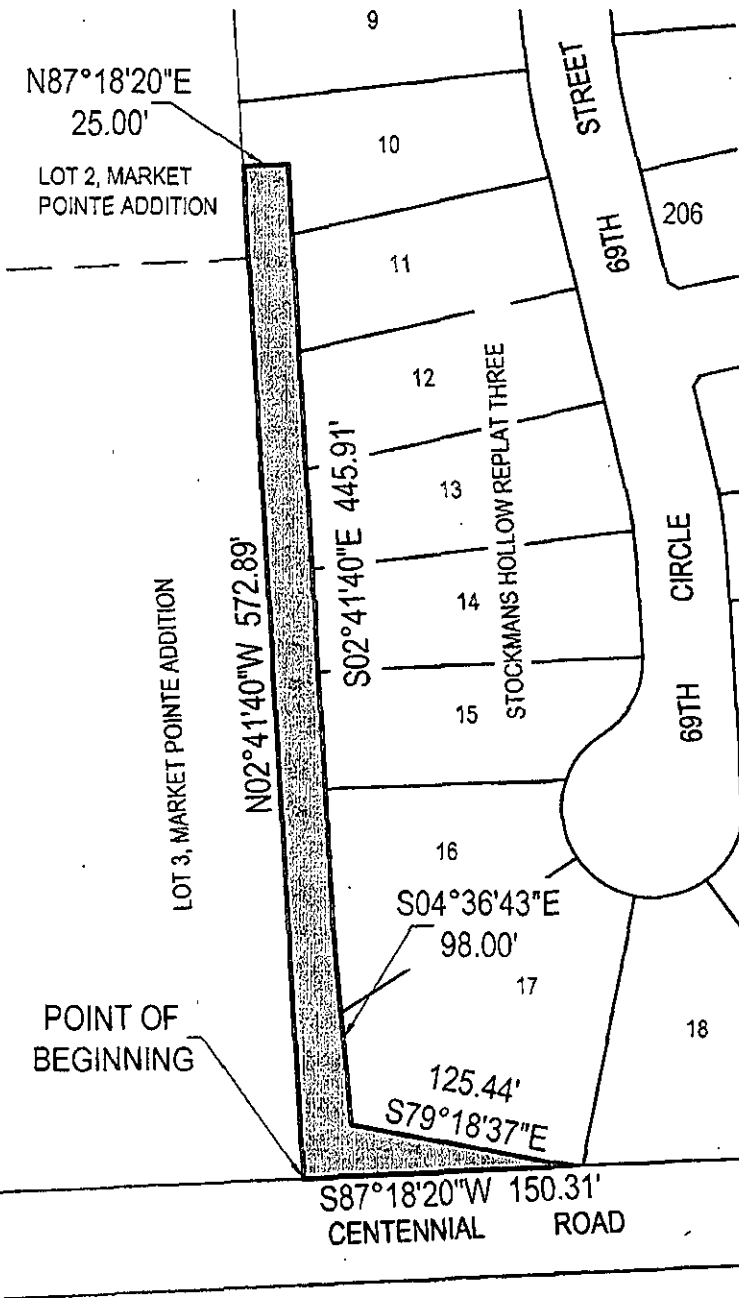 9
N87°18'20"E
25.00'
STREET
10
LOT 2, MARKET
POINTE ADDITION
206
69TH
11
12
STOCKMANS HOLLOW REPLAT THREE
S02°41'40"E 445.91'
13
N02°41'40"W 572.89'
CIRCLE
14
LOT 3, MARKET POINTE ADDITION
69TH
15
16
S04°36'43"E
98.00'
17
POINT OF
BEGINNING
18
125.44'
S79°18'37"E
S87°18'20"W 150.31'
CENTENNIAL ROAD